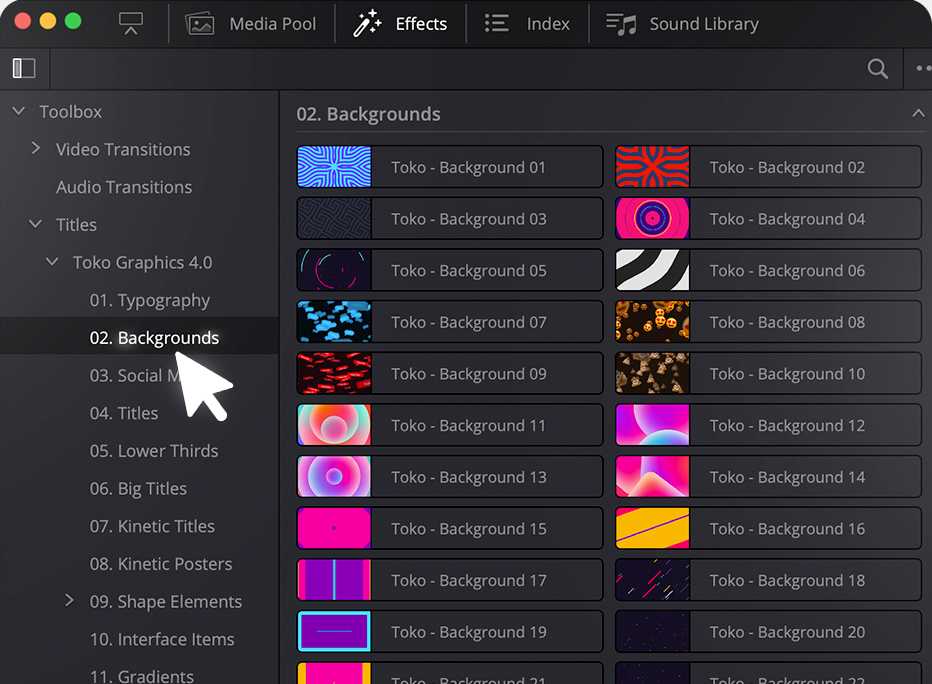 Media Pool
Effects
Index
Sound Library
Toolbox
Video Transitions
Audio Transitions
Titles
Toko Graphics 4.0
01. Typography
02. Backgrounds
03. Social M
04. Titles
05. Lower Thirds
06. Big Titles
07. Kinetic Titles
08. Kinetic Posters
09. Shape Elements
10. Interface Items
11. Gradients
02. Backgrounds
Toko - Background 01
Toko - Background 02
Toko - Background 03
Toko - Background 04
Toko - Background 05
Toko - Background 06
Toko - Background 07
Toko - Background 08
Toko - Background 09
Toko - Background 10
Toko - Background 11
Toko - Background 12
Toko - Background 13
Toko - Background 14
Toko - Background 15
Toko - Background 16
Toko - Background 17
Toko - Background 18
Toko - Background 19
Toko - Background 20
Toko - Background 21
Toko - Background 22